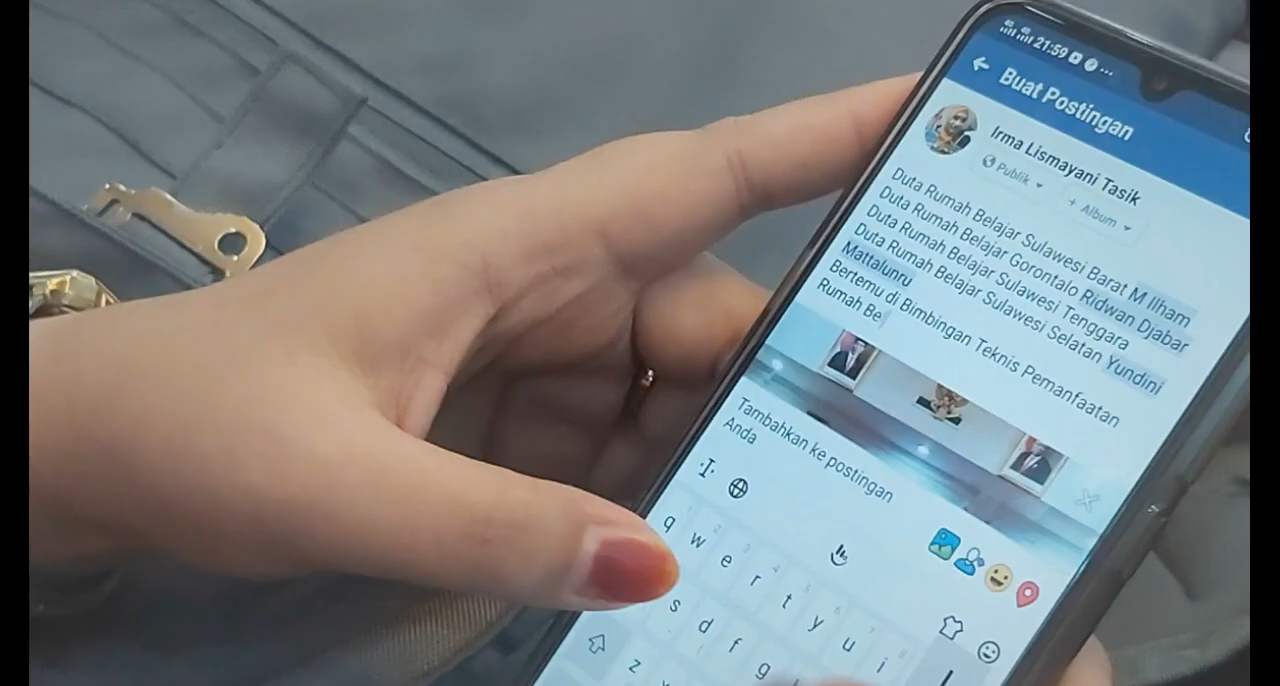 21:59
Buat Postingan
Irma Lismayani Tasik
Publik
+ Album
Duta Rumah Belajar Sulawesi Barat M Ilham
Duta Rumah Belajar Gorontalo Ridwan Djabar
Duta Rumah Belajar Sulawesi Tenggara
Duta Rumah Belajar Sulawesi Selatan Yundini
Mattalunru
Bertemu di Bimbingan Teknis Pemanfaatan
Rumah Be
Tambahkan ke postingan
Anda
q w e r t y u i
s d f g
z